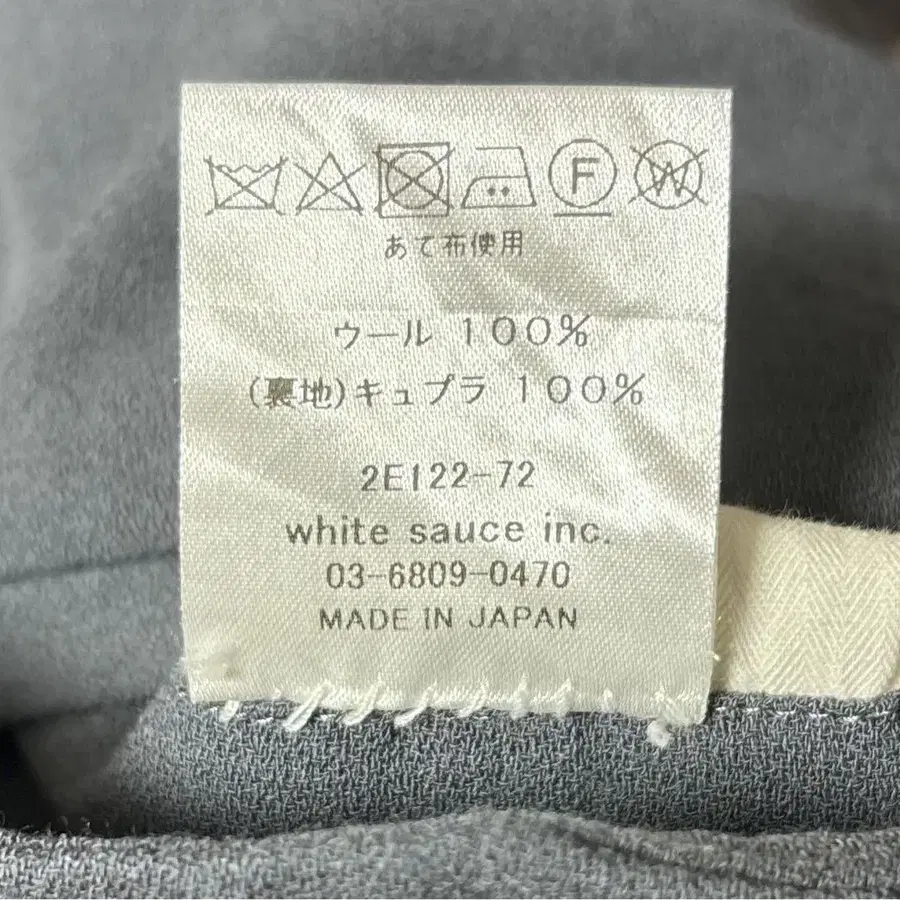 F W
あて布使用
ウール 100%
(裏地)キュプラ 100%
2E122-72
white sauce inc.
03-6809-0470
MADE IN JAPAN